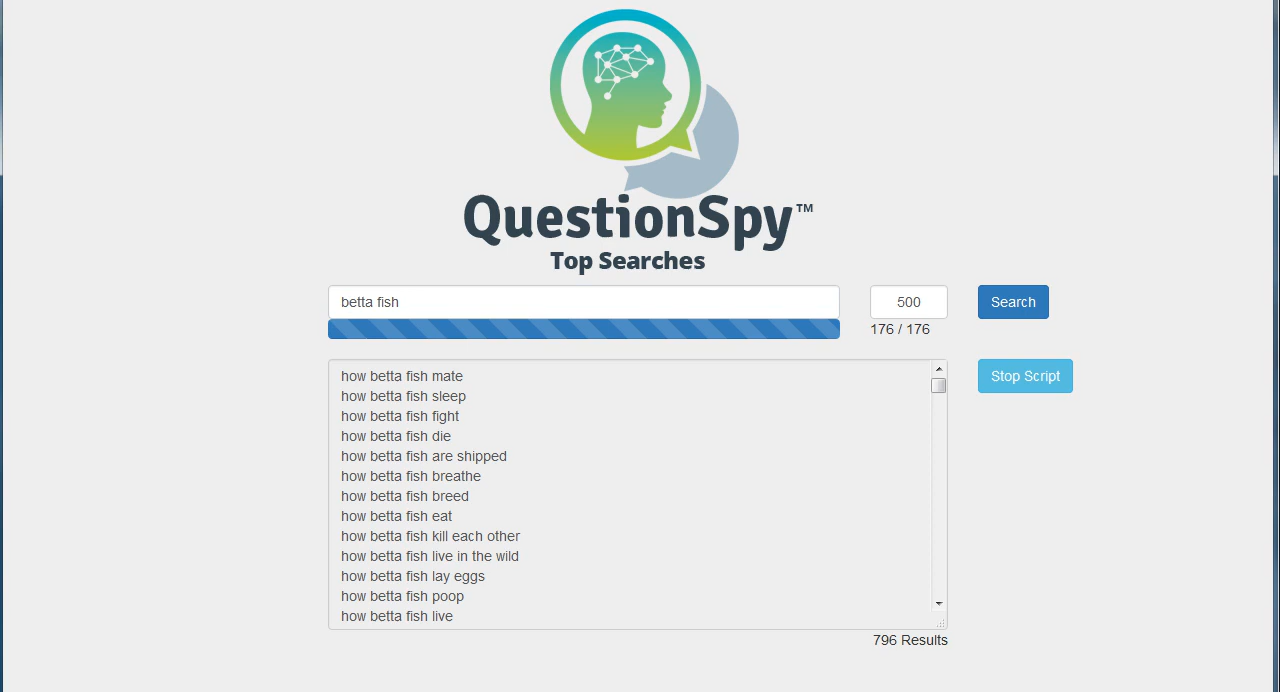 QuestionSpy™
Top Searches
betta fish
500
Search
176 / 176
how betta fish mate
Stop Script
how betta fish sleep
how betta fish fight
how betta fish die
how betta fish are shipped
how betta fish breathe
how betta fish breed
how betta fish eat
how betta fish kill each other
how betta fish live in the wild
how betta fish lay eggs
how betta fish poop
how betta fish live
796 Results